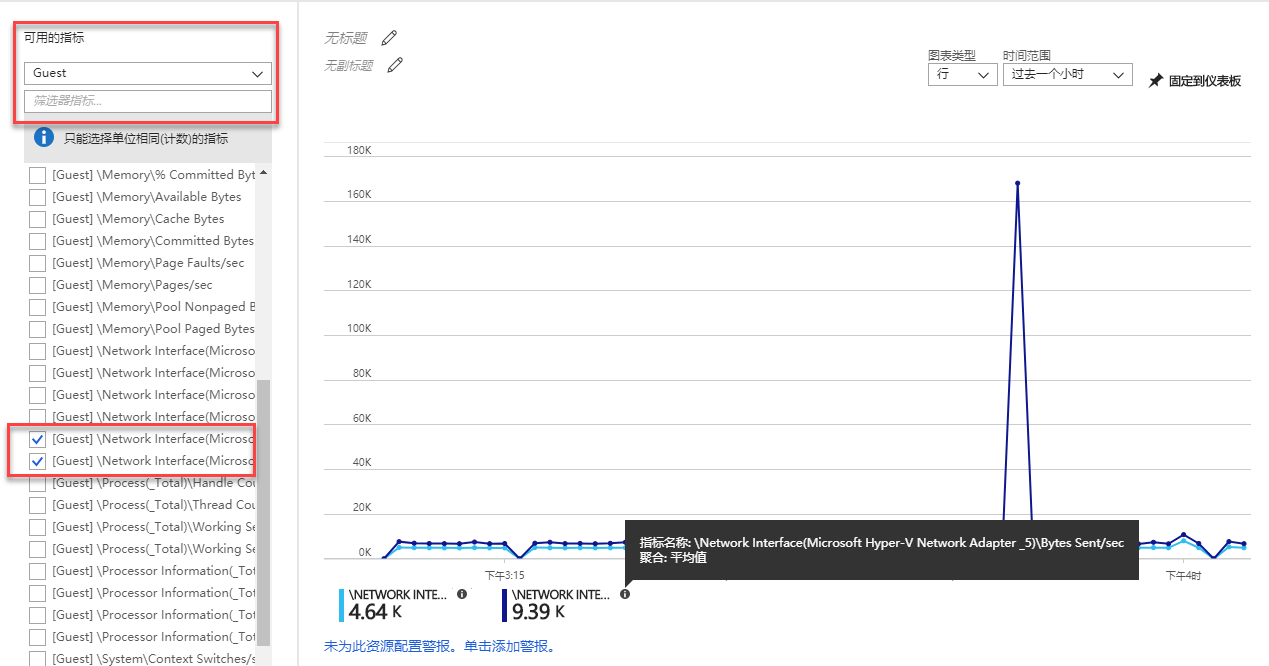 可用的指标
Guest
筛选器指标...
只能选择单位相同(计数)的指标
[Guest] \Memory\% Committed Byt
[Guest] \Memory\Available Bytes
[Guest] \Memory\Cache Bytes
[Guest] \Memory\Committed Bytes
[Guest] \Memory\Page Faults/sec
[Guest] \Memory\Pages/sec
[Guest] \Memory\Pool Nonpaged B
[Guest] \Memory\Pool Paged Bytes
[Guest] \Network Interface(Microso
[Guest] \Network Interface(Microso
[Guest] \Network Interface(Microso
[Guest] \Network Interface(Microso
[Guest] \Network Interface(Microso
[Guest] \Network Interface(Microso
[Guest] \Process(_Total)\Handle Cou
[Guest] \Process(_Total)\Thread Cou
[Guest] \Process(_Total)\Working Se
[Guest] \Process(_Total)\Working Se
[Guest] \Processor Information(_Tot
[Guest] \Processor Information(_Tot
[Guest] \Processor Information(_Tot
[Guest] \Processor Information(_Tot
[Guest] \System\Context Switches/s
无标题
无副标题
图表类型 时间范围
行 过去一个小时 固定到仪表板
180K
160K
140K
120K
100K
80K
60K
40K
20K
0K
指标名称: \Network Interface(Microsoft Hyper-V Network Adapter _5)\Bytes Sent/sec
聚合: 平均值
下午3:15 下午4时
\NETWORK INTE... \NETWORK INTE...
4.64 K 9.39 K
未为此资源配置警报。单击添加警报。